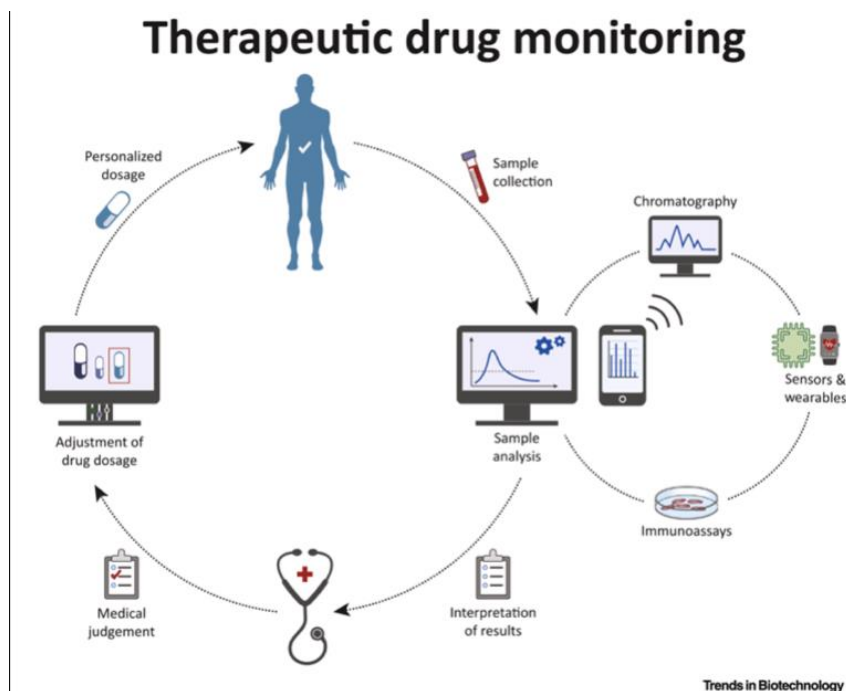 Therapeutic drug monitoring
Personalized
dosage
Sample
collection
Chromatography
Sensors &
wearables
Adjustment of
drug dosage
Sample
analysis
Immunoassays
Medical
judgement
Interpretation
of results
Trends in Biotechnology